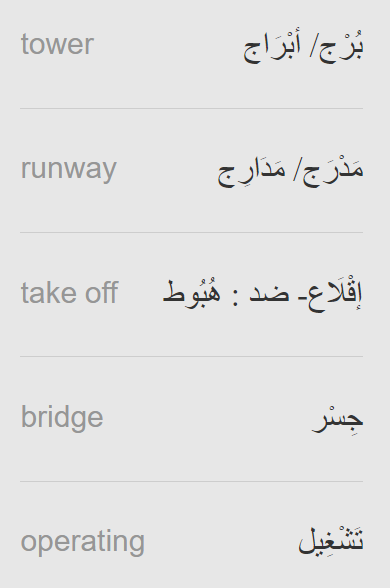 tower بُرْج/ أبْرَاج
runway مَدْرَج/ مَدَارِج
take off إقْلَاع- ضد : هُبُوط
bridge جِسْر
operating تَشْغِيل